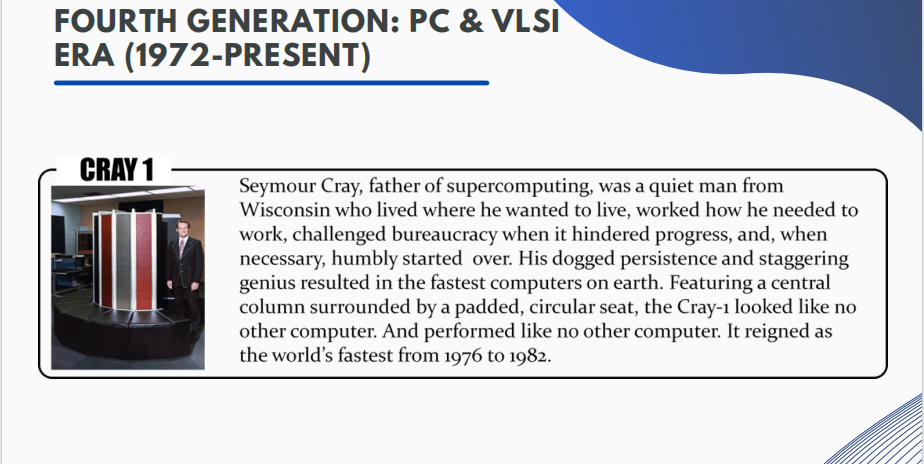 FOURTH GENERATION: PC & VLSI
ERA (1972-PRESENT)
CRAY 1
Seymour Cray, father of supercomputing, was a quiet man from
Wisconsin who lived where he wanted to live, worked how he needed to
work, challenged bureaucracy when it hindered progress, and, when
necessary, humbly started over. His dogged persistence and staggering
genius resulted in the fastest computers on earth. Featuring a central
column surrounded by a padded, circular seat, the Cray-1 looked like no
other computer. And performed like no other computer. It reigned as
the world's fastest from 1976 to 1982.